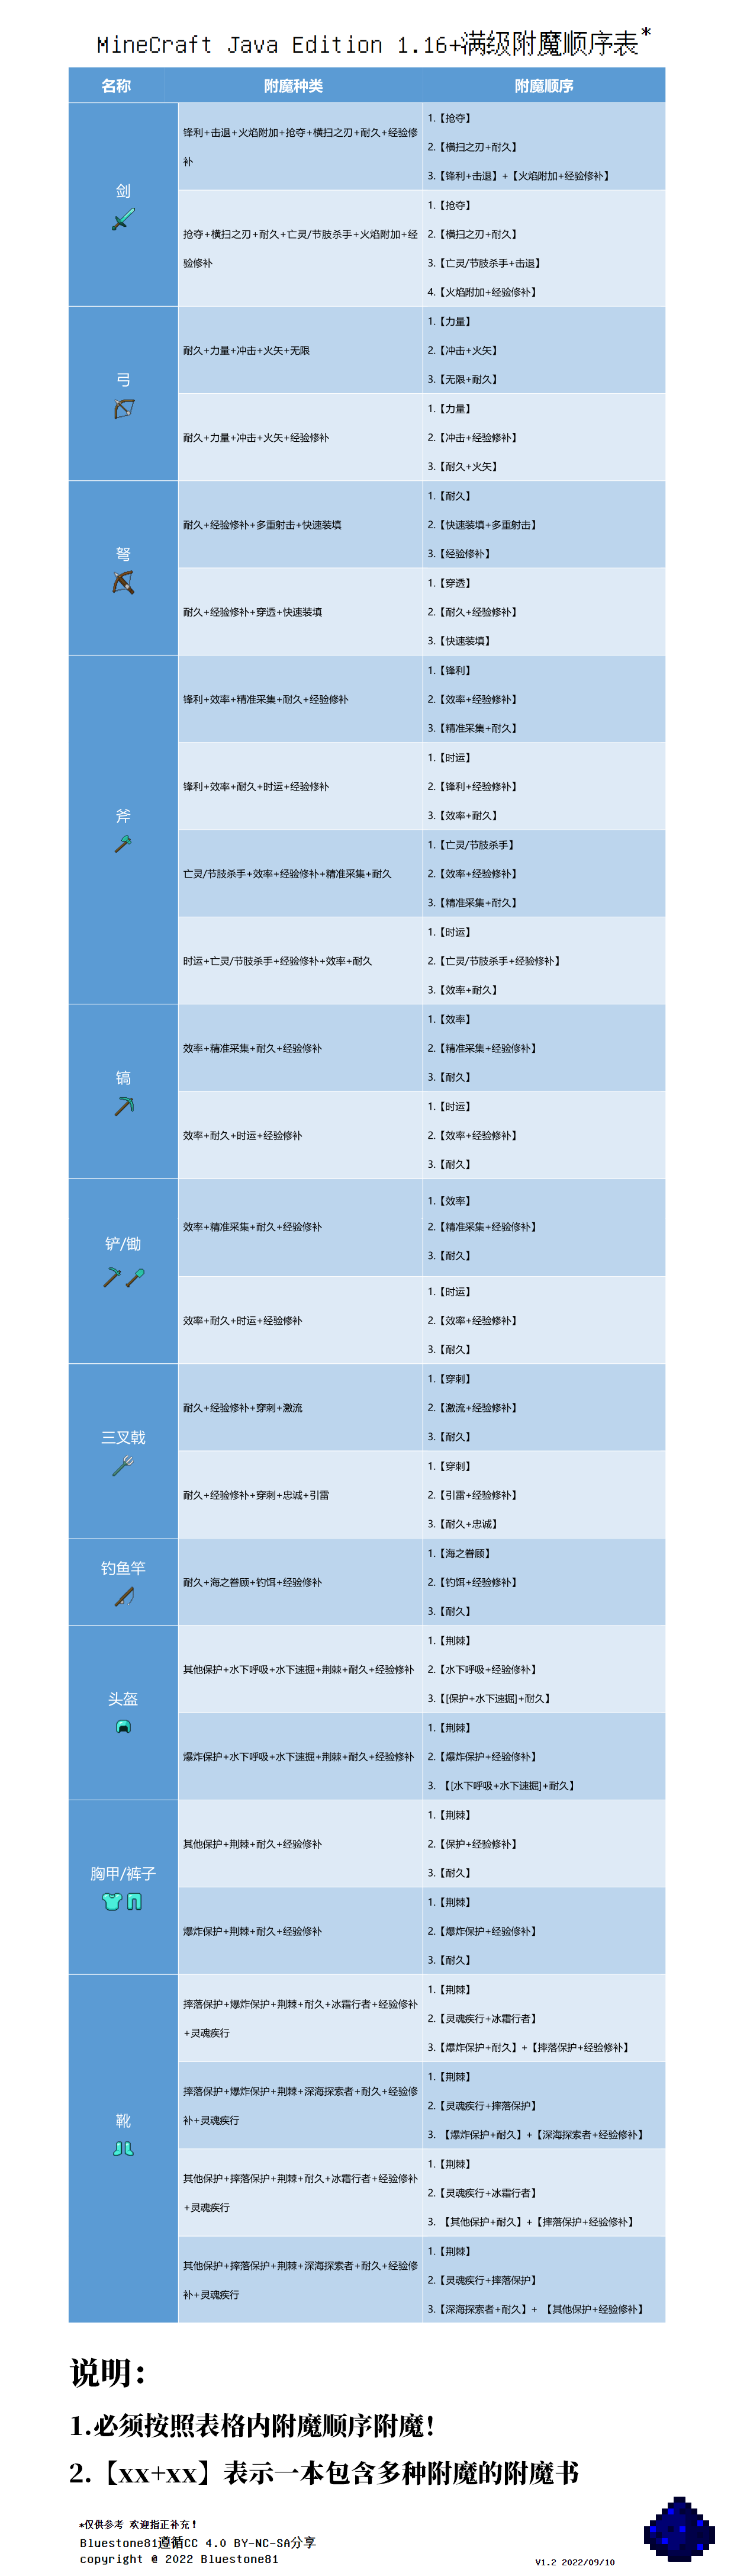 MineCraft Java Edition 1.16+满级附魔顺序表*
名称 附魔种类 附魔顺序
剑
锋利+击退+火焰附加+抢夺+横扫之刃+耐久+经验修
补
1.【抢夺】
2.【横扫之刃+耐久】
3.【锋利+击退】+【火焰附加+经验修补】
抢夺+横扫之刃+耐久+亡灵/节肢杀手+火焰附加+经
验修补
1.【抢夺】
2.【横扫之刃+耐久】
3.【亡灵/节肢杀手+击退】
4.【火焰附加+经验修补】
弓
耐久+力量+冲击+火矢+无限
1.【力量】
2.【冲击+火矢】
3.【无限+耐久】
耐久+力量+冲击+火矢+经验修补
1.【力量】
2.【冲击+经验修补】
3.【耐久+火矢】
弩
耐久+经验修补+多重射击+快速装填
1.【耐久】
2.【快速装填+多重射击】
3.【经验修补】
耐久+经验修补+穿透+快速装填
1.【穿透】
2.【耐久+经验修补】
3.【快速装填】
斧
锋利+效率+精准采集+耐久+经验修补
1.【锋利】
2.【效率+经验修补】
3.【精准采集+耐久】
锋利+效率+耐久+时运+经验修补
1.【时运】
2.【锋利+经验修补】
3.【效率+耐久】
亡灵/节肢杀手+效率+经验修补+精准采集+耐久
1.【亡灵/节肢杀手】
2.【效率+经验修补】
3.【精准采集+耐久】
时运+亡灵/节肢杀手+经验修补+效率+耐久
1.【时运】
2.【亡灵/节肢杀手+经验修补】
3.【效率+耐久】
镐
效率+精准采集+耐久+经验修补
1.【效率】
2.【精准采集+经验修补】
3.【耐久】
效率+耐久+时运+经验修补
1.【时运】
2.【效率+经验修补】
3.【耐久】
铲/锄
效率+精准采集+耐久+经验修补
1.【效率】
2.【精准采集+经验修补】
3.【耐久】
效率+耐久+时运+经验修补
1.【时运】
2.【效率+经验修补】
3.【耐久】
三叉戟
耐久+经验修补+穿刺+激流
1.【穿刺】
2.【激流+经验修补】
3.【耐久】
耐久+经验修补+穿刺+忠诚+引雷
1.【穿刺】
2.【引雷+经验修补】
3.【耐久+忠诚】
钓鱼竿
耐久+海之眷顾+钓饵+经验修补
1.【海之眷顾】
2.【钓饵+经验修补】
3.【耐久】
头盔
其他保护+水下呼吸+水下速掘+荆棘+耐久+经验修补
1.【荆棘】
2.【水下呼吸+经验修补】
3.【[保护+水下速掘]+耐久】
爆炸保护+水下呼吸+水下速掘+荆棘+耐久+经验修补
1.【荆棘】
2.【爆炸保护+经验修补】
3. 【[水下呼吸+水下速掘]+耐久】
胸甲/裤子
其他保护+荆棘+耐久+经验修补
1.【荆棘】
2.【保护+经验修补】
3.【耐久】
爆炸保护+荆棘+耐久+经验修补
1.【荆棘】
2.【爆炸保护+经验修补】
3.【耐久】
靴
摔落保护+爆炸保护+荆棘+耐久+冰霜行者+经验修补
+灵魂疾行
1.【荆棘】
2.【灵魂疾行+冰霜行者】
3.【爆炸保护+耐久】+【摔落保护+经验修补】
摔落保护+爆炸保护+荆棘+深海探索者+耐久+经验修
补+灵魂疾行
1.【荆棘】
2.【灵魂疾行+摔落保护】
3. 【爆炸保护+耐久】+【深海探索者+经验修补】
其他保护+摔落保护+荆棘+耐久+冰霜行者+经验修补
+灵魂疾行
1.【荆棘】
2.【灵魂疾行+冰霜行者】
3. 【其他保护+耐久】+【摔落保护+经验修补】
其他保护+摔落保护+荆棘+深海探索者+耐久+经验修
补+灵魂疾行
1.【荆棘】
2.【灵魂疾行+摔落保护】
3.【深海探索者+耐久】+ 【其他保护+经验修补】
说明：
1.必须按照表格内附魔顺序附魔！
2.【xx+xx】表示一本包含多种附魔的附魔书
*仅供参考 欢迎指正补充！
Bluestone81遵循CC 4.0 BY-NC-SA分享
copyright @ 2022 Bluestone81
V1.2 2022/09/10